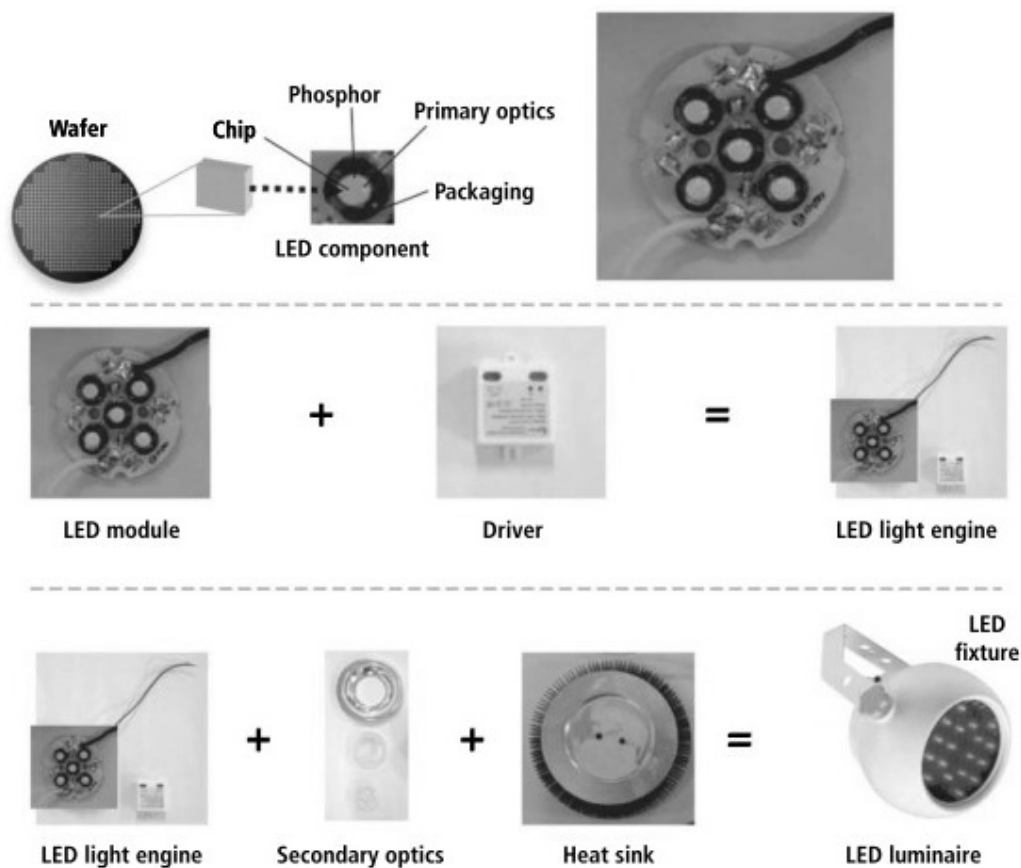 Phosphor
Wafer
Chip
Primary optics
Packaging
LED component
+
=
LED module
Driver
LED light engine
LED
fixture
+
+
=
LED light engine
Secondary optics
Heat sink
LED luminaire